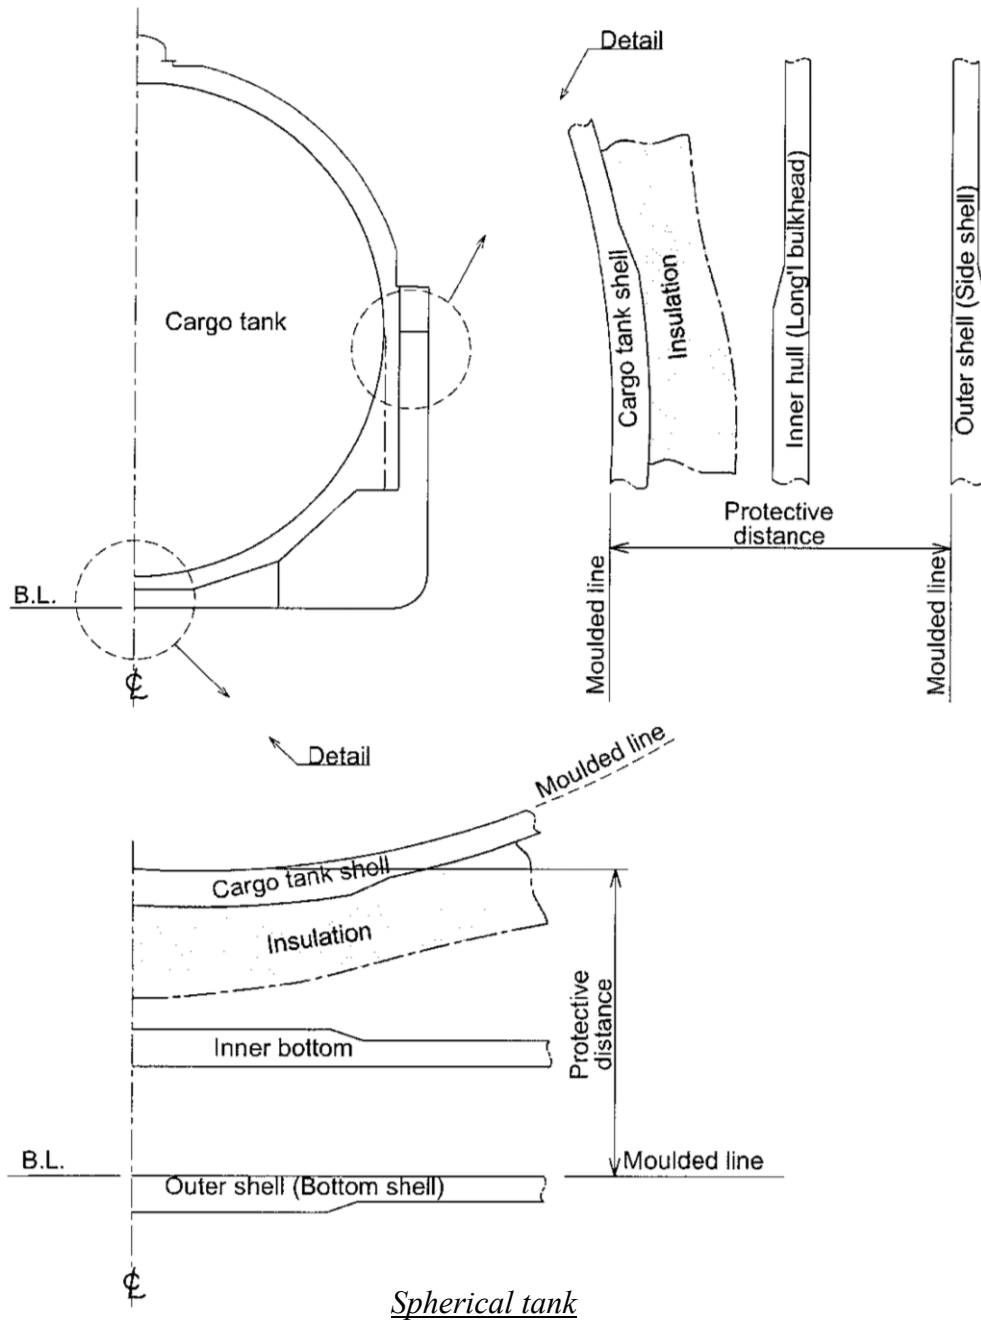 Detail
Cargo tank
Cargo tank shell
Insulation
Inner hull (Long'l bulkhead)
Outer shell (Side shell)
Protective
distance
Moulded line
Moulded line
B.L.
℄
Detail
Moulded line
Cargo tank shell
Insulation
Inner bottom
Protective
distance
B.L.
Moulded line
Outer shell (Bottom shell)
℄
Spherical tank